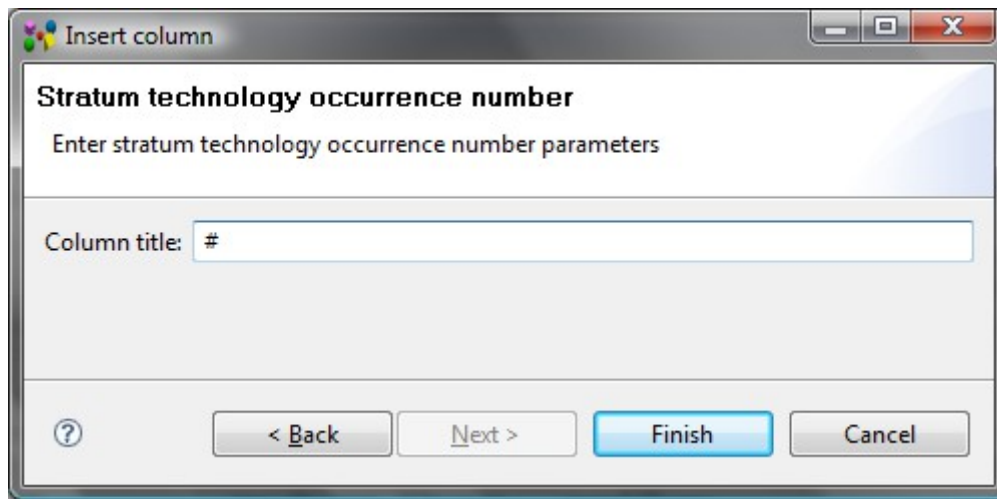 Insert column
Stratum technology occurrence number
Enter stratum technology occurrence number parameters
Column title: #
? < Back Next > Finish Cancel